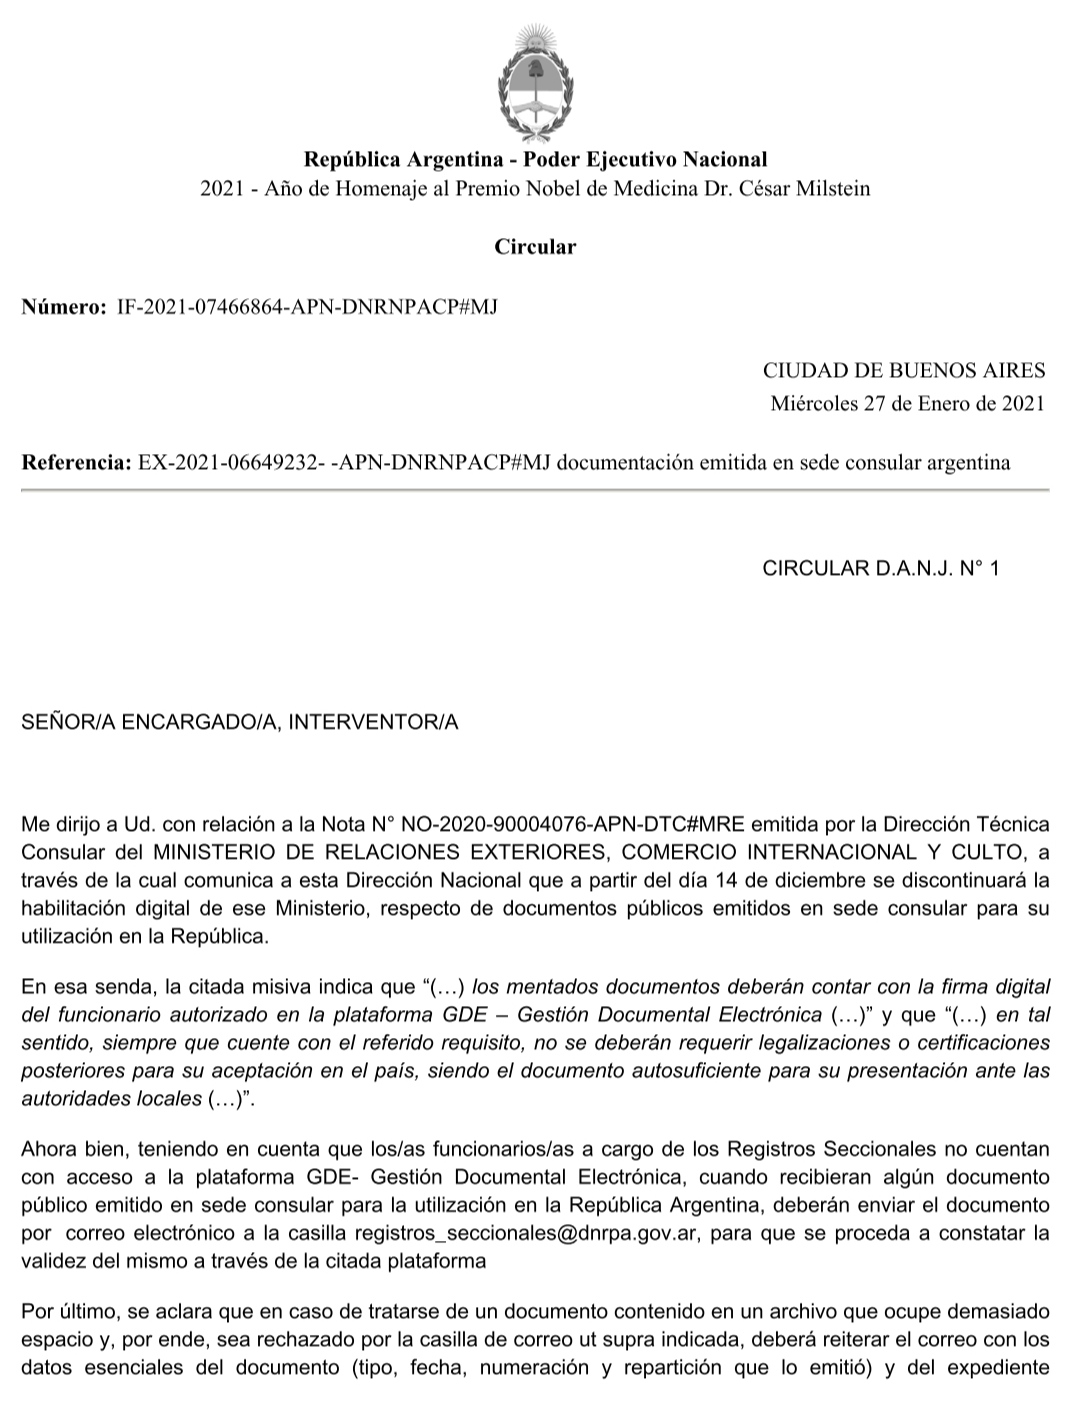 República Argentina - Poder Ejecutivo Nacional
2021 - Año de Homenaje al Premio Nobel de Medicina Dr. César Milstein
Circular
Número: IF-2021-07466864-APN-DNRNPACP#MJ
CIUDAD DE BUENOS AIRES
Miércoles 27 de Enero de 2021
Referencia: EX-2021-06649232- -APN-DNRNPACP#MJ documentación emitida en sede consular argentina
CIRCULAR D.A.N.J. N° 1
SEÑOR/A ENCARGADO/A, INTERVENTOR/A
Me dirijo a Ud. con relación a la Nota N° NO-2020-90004076-APN-DTC#MRE emitida por la Dirección Técnica
Consular del MINISTERIO DE RELACIONES EXTERIORES, COMERCIO INTERNACIONAL Y CULTO, a
través de la cual comunica a esta Dirección Nacional que a partir del día 14 de diciembre se discontinuará la
habilitación digital de ese Ministerio, respecto de documentos públicos emitidos en sede consular para su
utilización en la República.
En esa senda, la citada misiva indica que “(…) los mentados documentos deberán contar con la firma digital
del funcionario autorizado en la plataforma GDE – Gestión Documental Electrónica (…)” y que “(…) en tal
sentido, siempre que cuente con el referido requisito, no se deberán requerir legalizaciones o certificaciones
posteriores para su aceptación en el país, siendo el documento autosuficiente para su presentación ante las
autoridades locales (…)”.
Ahora bien, teniendo en cuenta que los/as funcionarios/as a cargo de los Registros Seccionales no cuentan
con acceso a la plataforma GDE- Gestión Documental Electrónica, cuando recibieran algún documento
público emitido en sede consular para la utilización en la República Argentina, deberán enviar el documento
por correo electrónico a la casilla registros_seccionales@dnrpa.gov.ar, para que se proceda a constatar la
validez del mismo a través de la citada plataforma
Por último, se aclara que en caso de tratarse de un documento contenido en un archivo que ocupe demasiado
espacio y, por ende, sea rechazado por la casilla de correo ut supra indicada, deberá reiterar el correo con los
datos esenciales del documento (tipo, fecha, numeración y repartición que lo emitió) y del expediente